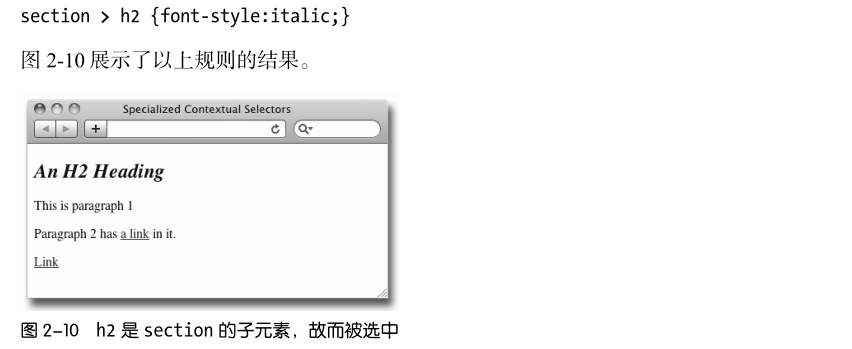 section > h2 {font-style:italic;}
图 2-10 展示了以上规则的结果。
Specialized Contextual Selectors
An H2 Heading
This is paragraph 1
Paragraph 2 has a link in it.
Link
图 2-10 h2 是 section 的子元素，故而被选中